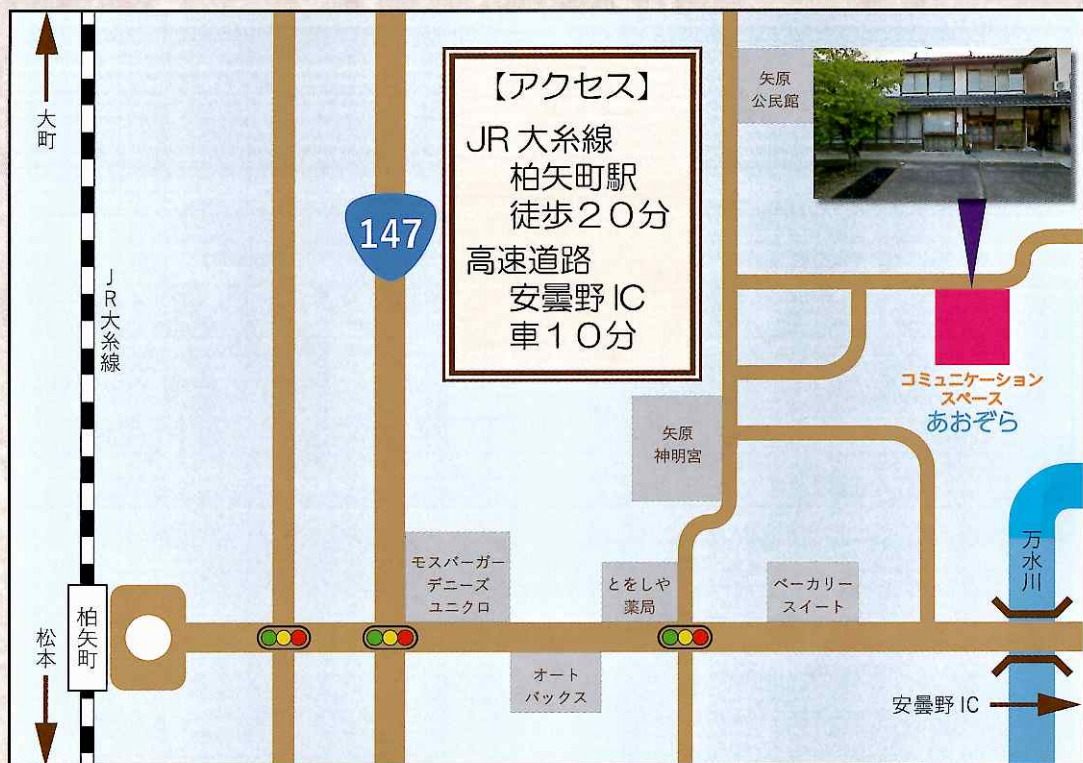 大町
JR大糸線
松本
柏矢町
147
【アクセス】
JR 大糸線
柏矢町駅
徒歩20分
高速道路
安曇野 IC
車10分
矢原
公民館
コミュニケーション
スペース
あおぞら
矢原
神明宮
モスバーガー
デニーズ
ユニクロ
とをしや
薬局
ベーカリー
スイート
オート
バックス
万水川
安曇野 IC